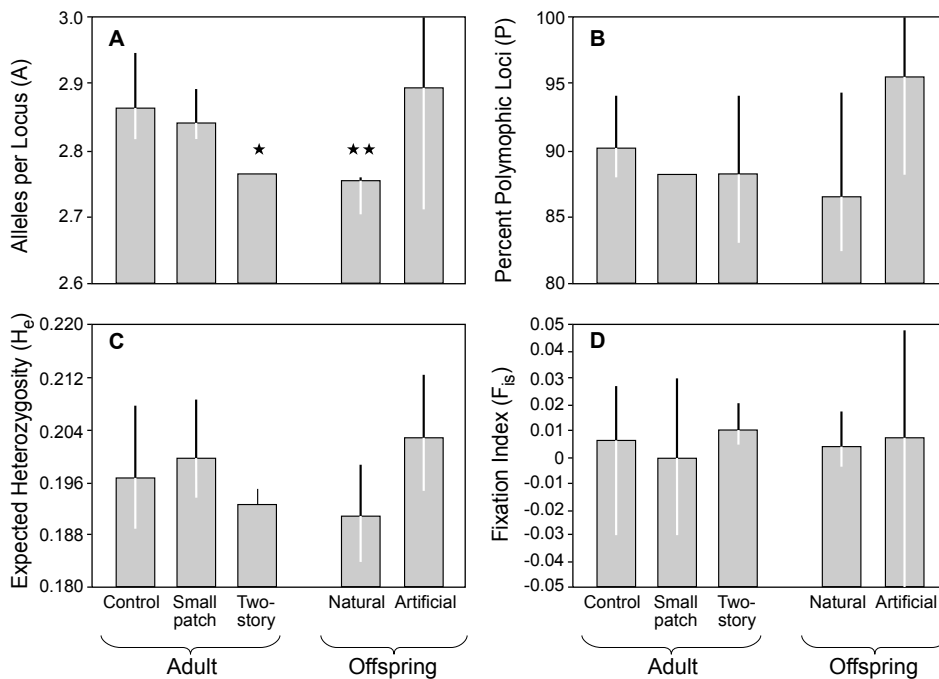 A
Alleles per Locus (A)
3.0
2.9
2.8
2.7
2.6
★
★★
B
Percent Polymophic Loci (P)
100
95
90
85
80
C
Expected Heterozygosity (He)
0.220
0.212
0.204
0.196
0.188
0.180
Control
Small patch
Two-story
Natural
Artificial
Adult
Offspring
D
Fixation Index (Fis)
0.05
0.04
0.03
0.02
0.01
0
-0.01
-0.02
-0.03
-0.04
-0.05
Control
Small patch
Two-story
Natural
Artificial
Adult
Offspring